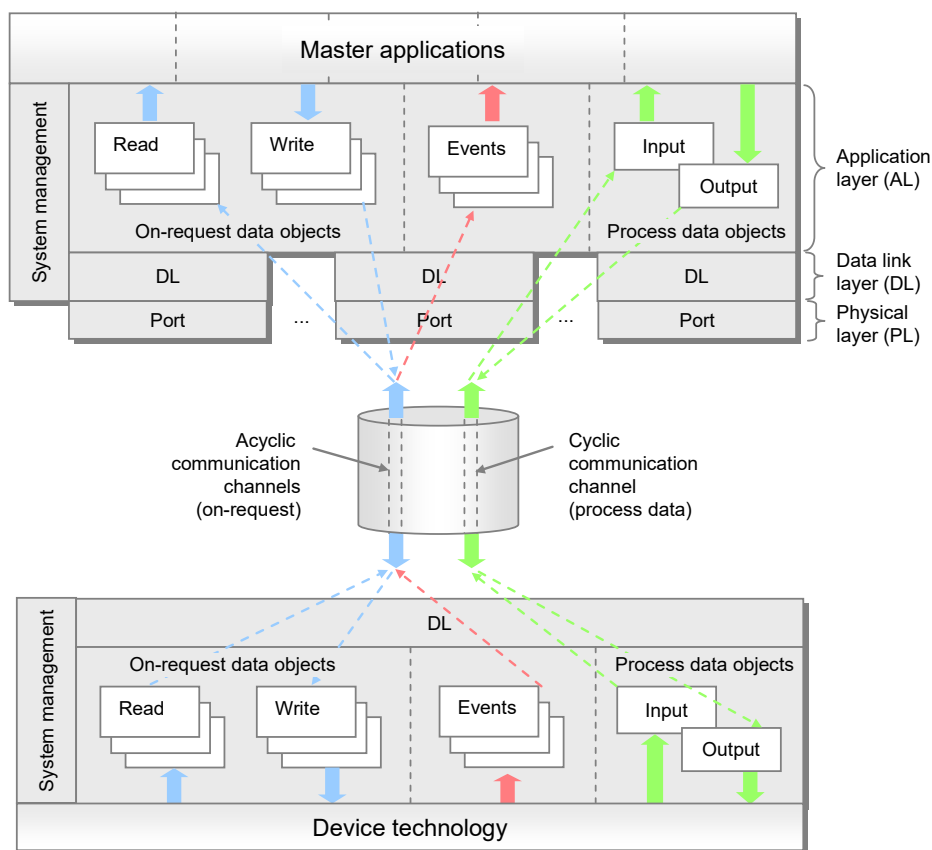 Master applications
System management
Read
Write
Events
Input
Output
On-request data objects
Process data objects
Application
layer (AL)
DL
DL
DL
Data link
layer (DL)
Port
...
Port
...
Port
Physical
layer (PL)
Acyclic
communication
channels
(on-request)
Cyclic
communication
channel
(process data)
System management
DL
On-request data objects
Process data objects
Read
Write
Events
Input
Output
Device technology